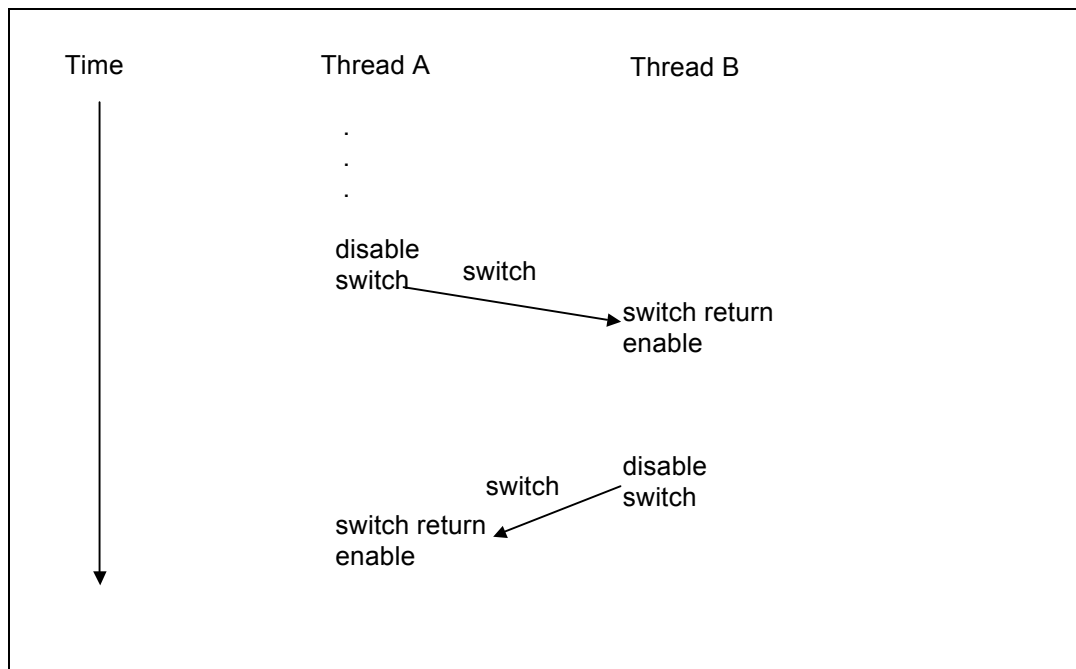 Time
Thread A
Thread B
.
.
.
disable
switch
switch
switch return
enable
disable
switch
switch
switch return
enable